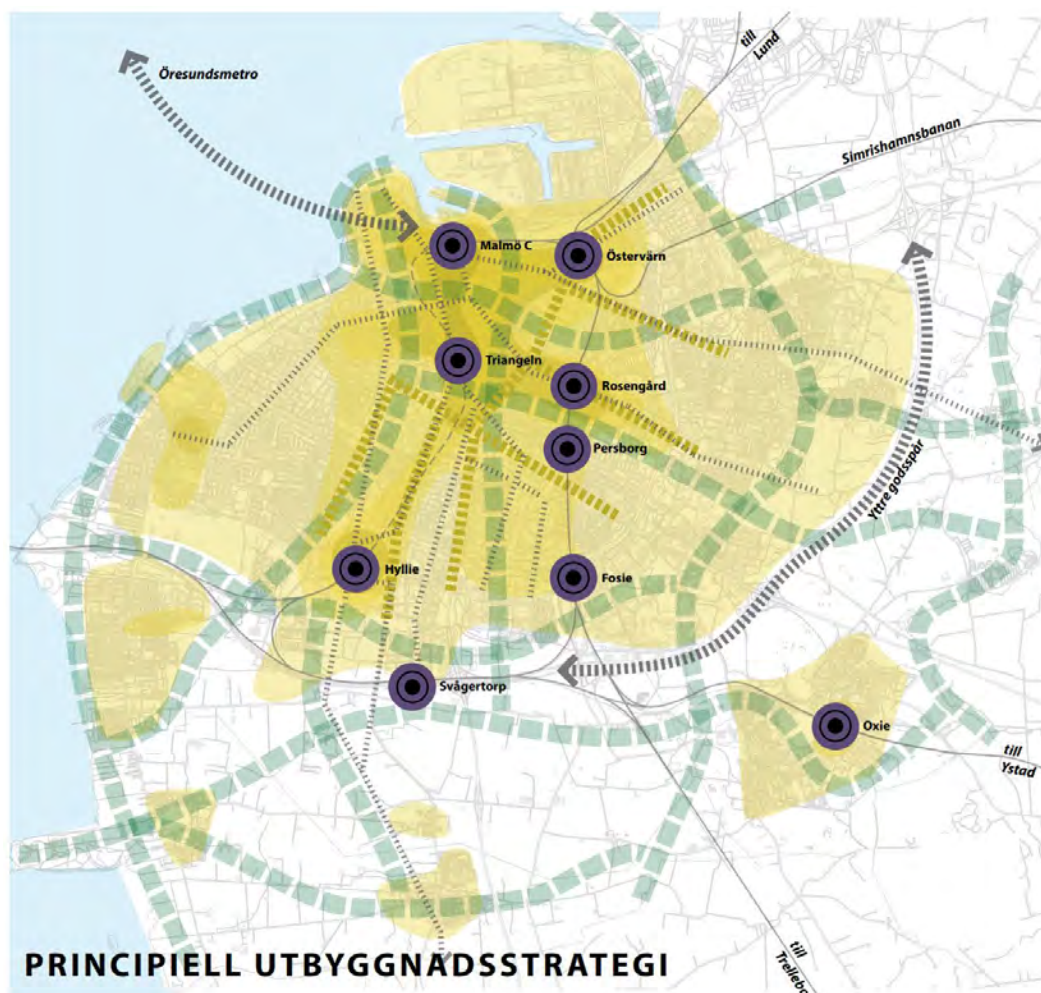 Öresundsmetro
till
Lund
Simrishamnsbanan
Malmö C
Östervärn
Triangeln
Rosengård
Persborg
Yttre godsspår
Hyllie
Fosie
Svågertorp
Oxie
till
Ystad
till
Trellebo
PRINCIPIELL UTBYGGNADSSTRATEGI